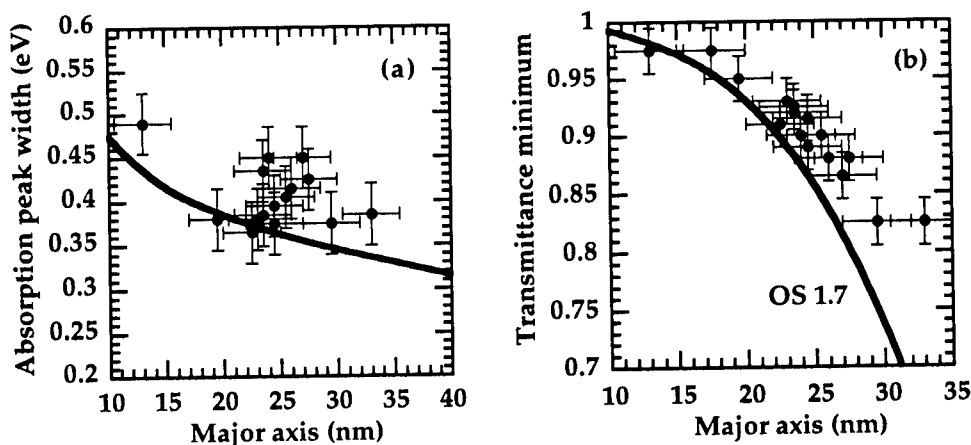 Absorption peak width (eV)
0.6
0.55
0.5
0.45
0.4
0.35
0.3
0.25
0.2
(a)
10 15 20 25 30 35 40
Major axis (nm)
Transmittance minimum
1
0.95
0.9
0.85
0.8
0.75
0.7
(b)
OS 1.7
10 15 20 25 30 35
Major axis (nm)